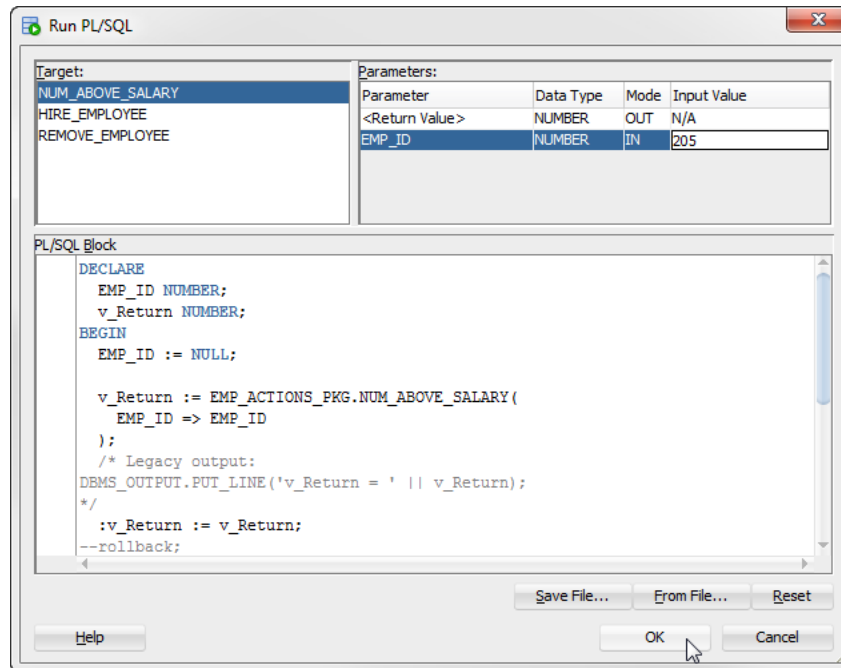 Run PL/SQL
Target:
NUM_ABOVE_SALARY
HIRE_EMPLOYEE
REMOVE_EMPLOYEE
Parameters:
Parameter Data Type Mode Input Value
<Return Value> NUMBER OUT N/A
EMP_ID NUMBER IN 205
PL/SQL Block
DECLARE
  EMP_ID NUMBER;
  v_Return NUMBER;
BEGIN
  EMP_ID := NULL;

  v_Return := EMP_ACTIONS_PKG.NUM_ABOVE_SALARY(
    EMP_ID => EMP_ID
  );
  /* Legacy output:
DBMS_OUTPUT.PUT_LINE('v_Return = ' || v_Return);
*/
  :v_Return := v_Return;
--rollback;
Save File... From File... Reset
Help OK Cancel